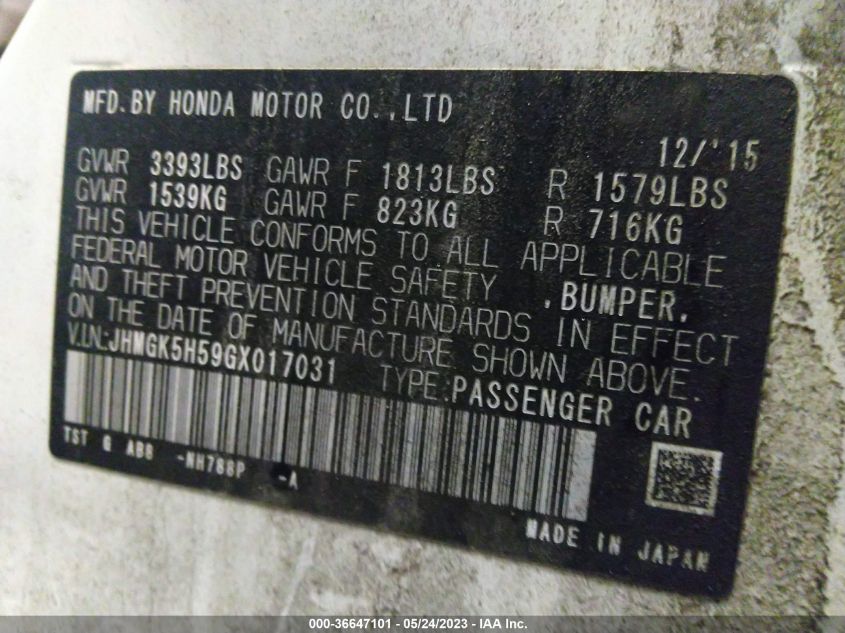 MFD.BY HONDA MOTOR CO.,LTD
12/'15
GVWR 3393LBS GAWR F 1813LBS R 1579LBS
GVWR 1539KG GAWR F 823KG R 716KG
THIS VEHICLE CONFORMS TO ALL APPLICABLE
FEDERAL MOTOR VEHICLE SAFETY ,BUMPER,
AND THEFT PREVENTION STANDARDS IN EFFECT
ON THE DATE OF MANUFACTURE SHOWN ABOVE.
V.I.N:JHMGK5H59GX017031 TYPE:PASSENGER CAR
TST G AB8 -NH788P -A
MADE IN JAPAN
000-36647101 - 05/24/2023 - IAA Inc.